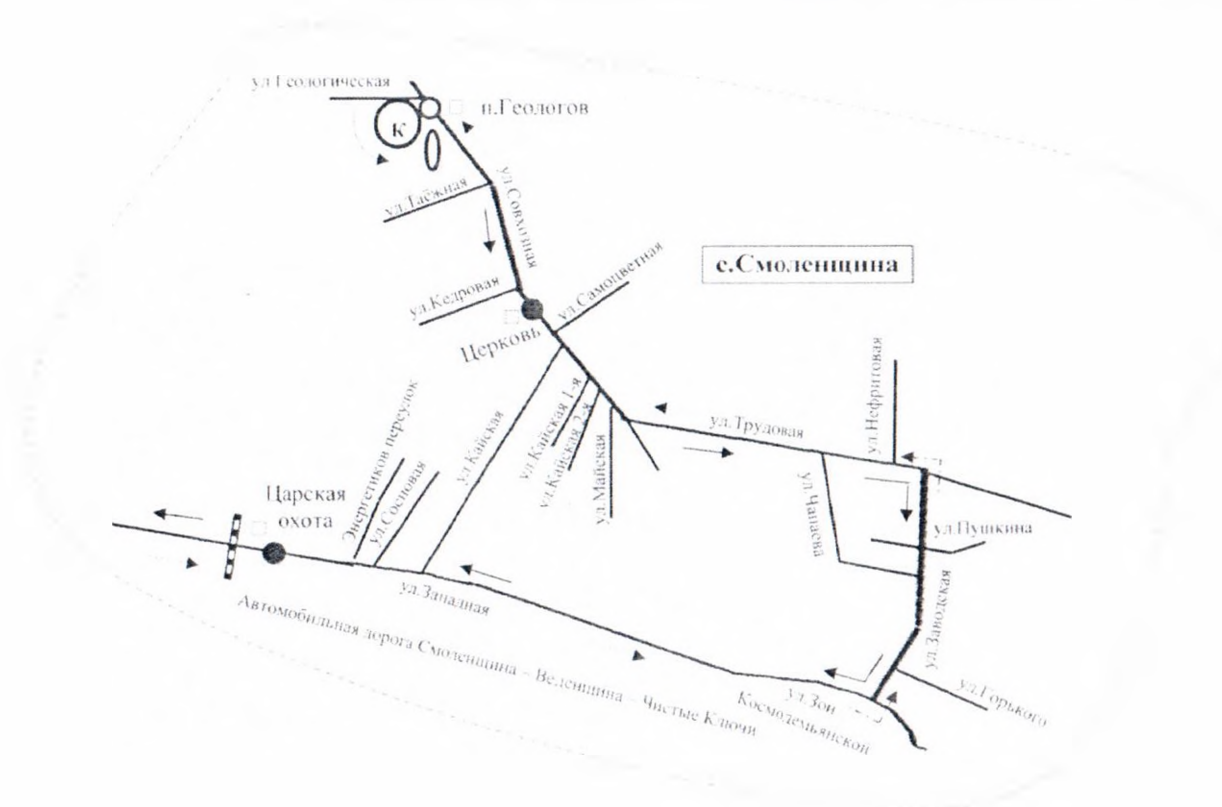 ул.Геологическая
К
п.Геологов
ул.Таёжная
ул.Совхозная
с.Смоленщина
ул.Кедровая
ул.Самоцветная
Церковь
ул.Нефритовая
ул.Трудовая
ул.Кайская
ул.Кайская 1-я
ул.Кайская 2-я
ул.Майская
ул.Чапаева
ул.Пушкина
Энергетиков переулок
ул.Сосновая
Царская
охота
ул.Западная
ул.Заводская
ул.Горького
ул.Зои
Космодемьянской
Автомобильная дорога Смоленщина – Веденщина – Чистые Ключи